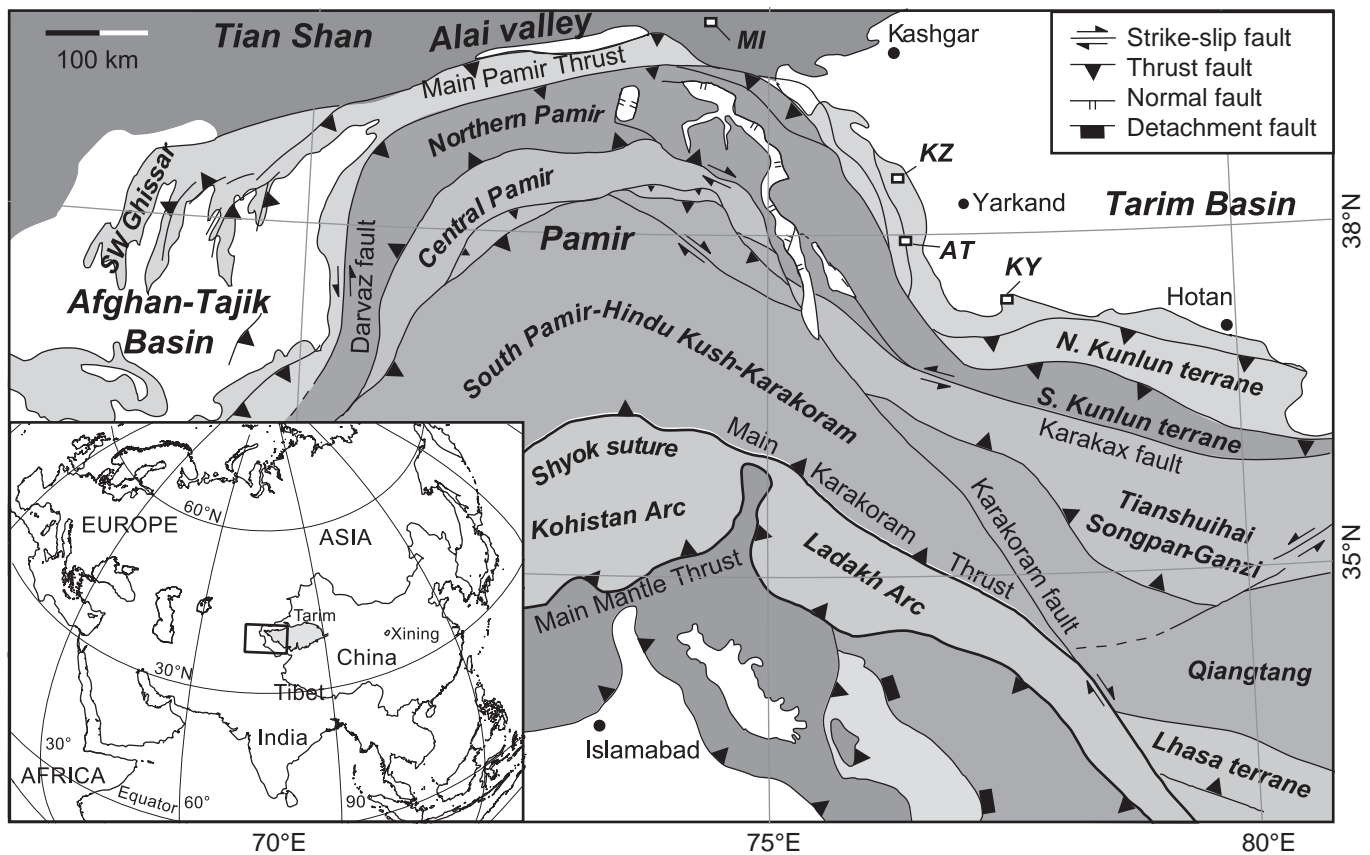 Tian Shan
Alai valley
MI
Kashgar
100 km
Strike-slip fault
Thrust fault
Normal fault
Detachment fault
Main Pamir Thrust
Northern Pamir
KZ
SW Ghissar
Central Pamir
Yarkand
Tarim Basin
38°N
Pamir
AT
KY
Darvaz fault
Afghan-Tajik
Basin
Hotan
South Pamir-Hindu Kush-Karakoram
N. Kunlun terrane
S. Kunlun terrane
Karakax fault
Shyok suture
Main Karakoram Thrust
Karakoram fault
Tianshuihai
Songpan-Ganzi
35°N
Kohistan Arc
Ladakh Arc
Main Mantle Thrust
Qiangtang
Islamabad
Lhasa terrane
60°N
EUROPE
ASIA
Tarim
Xining
China
30°N
Tibet
India
30°
AFRICA
Equator
60°
90
70°E
75°E
80°E